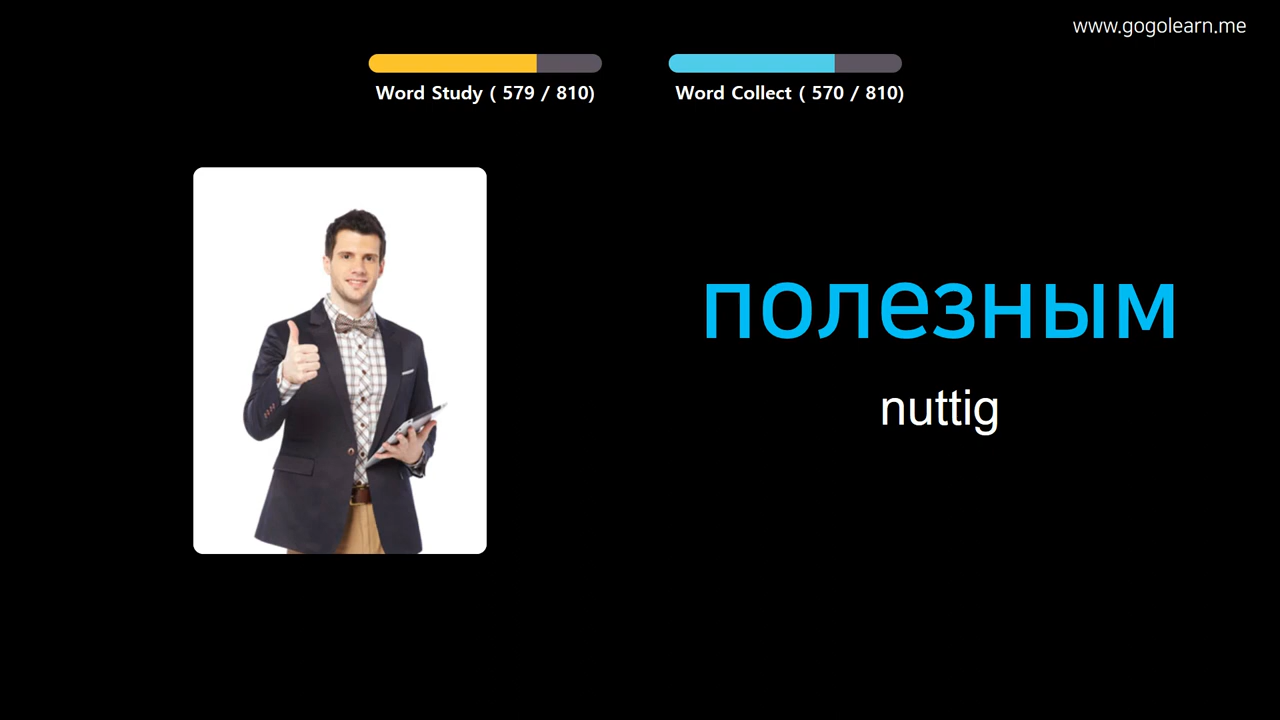 www.gogolearn.me
Word Study ( 579 / 810)
Word Collect ( 570 / 810)
полезным
nuttig